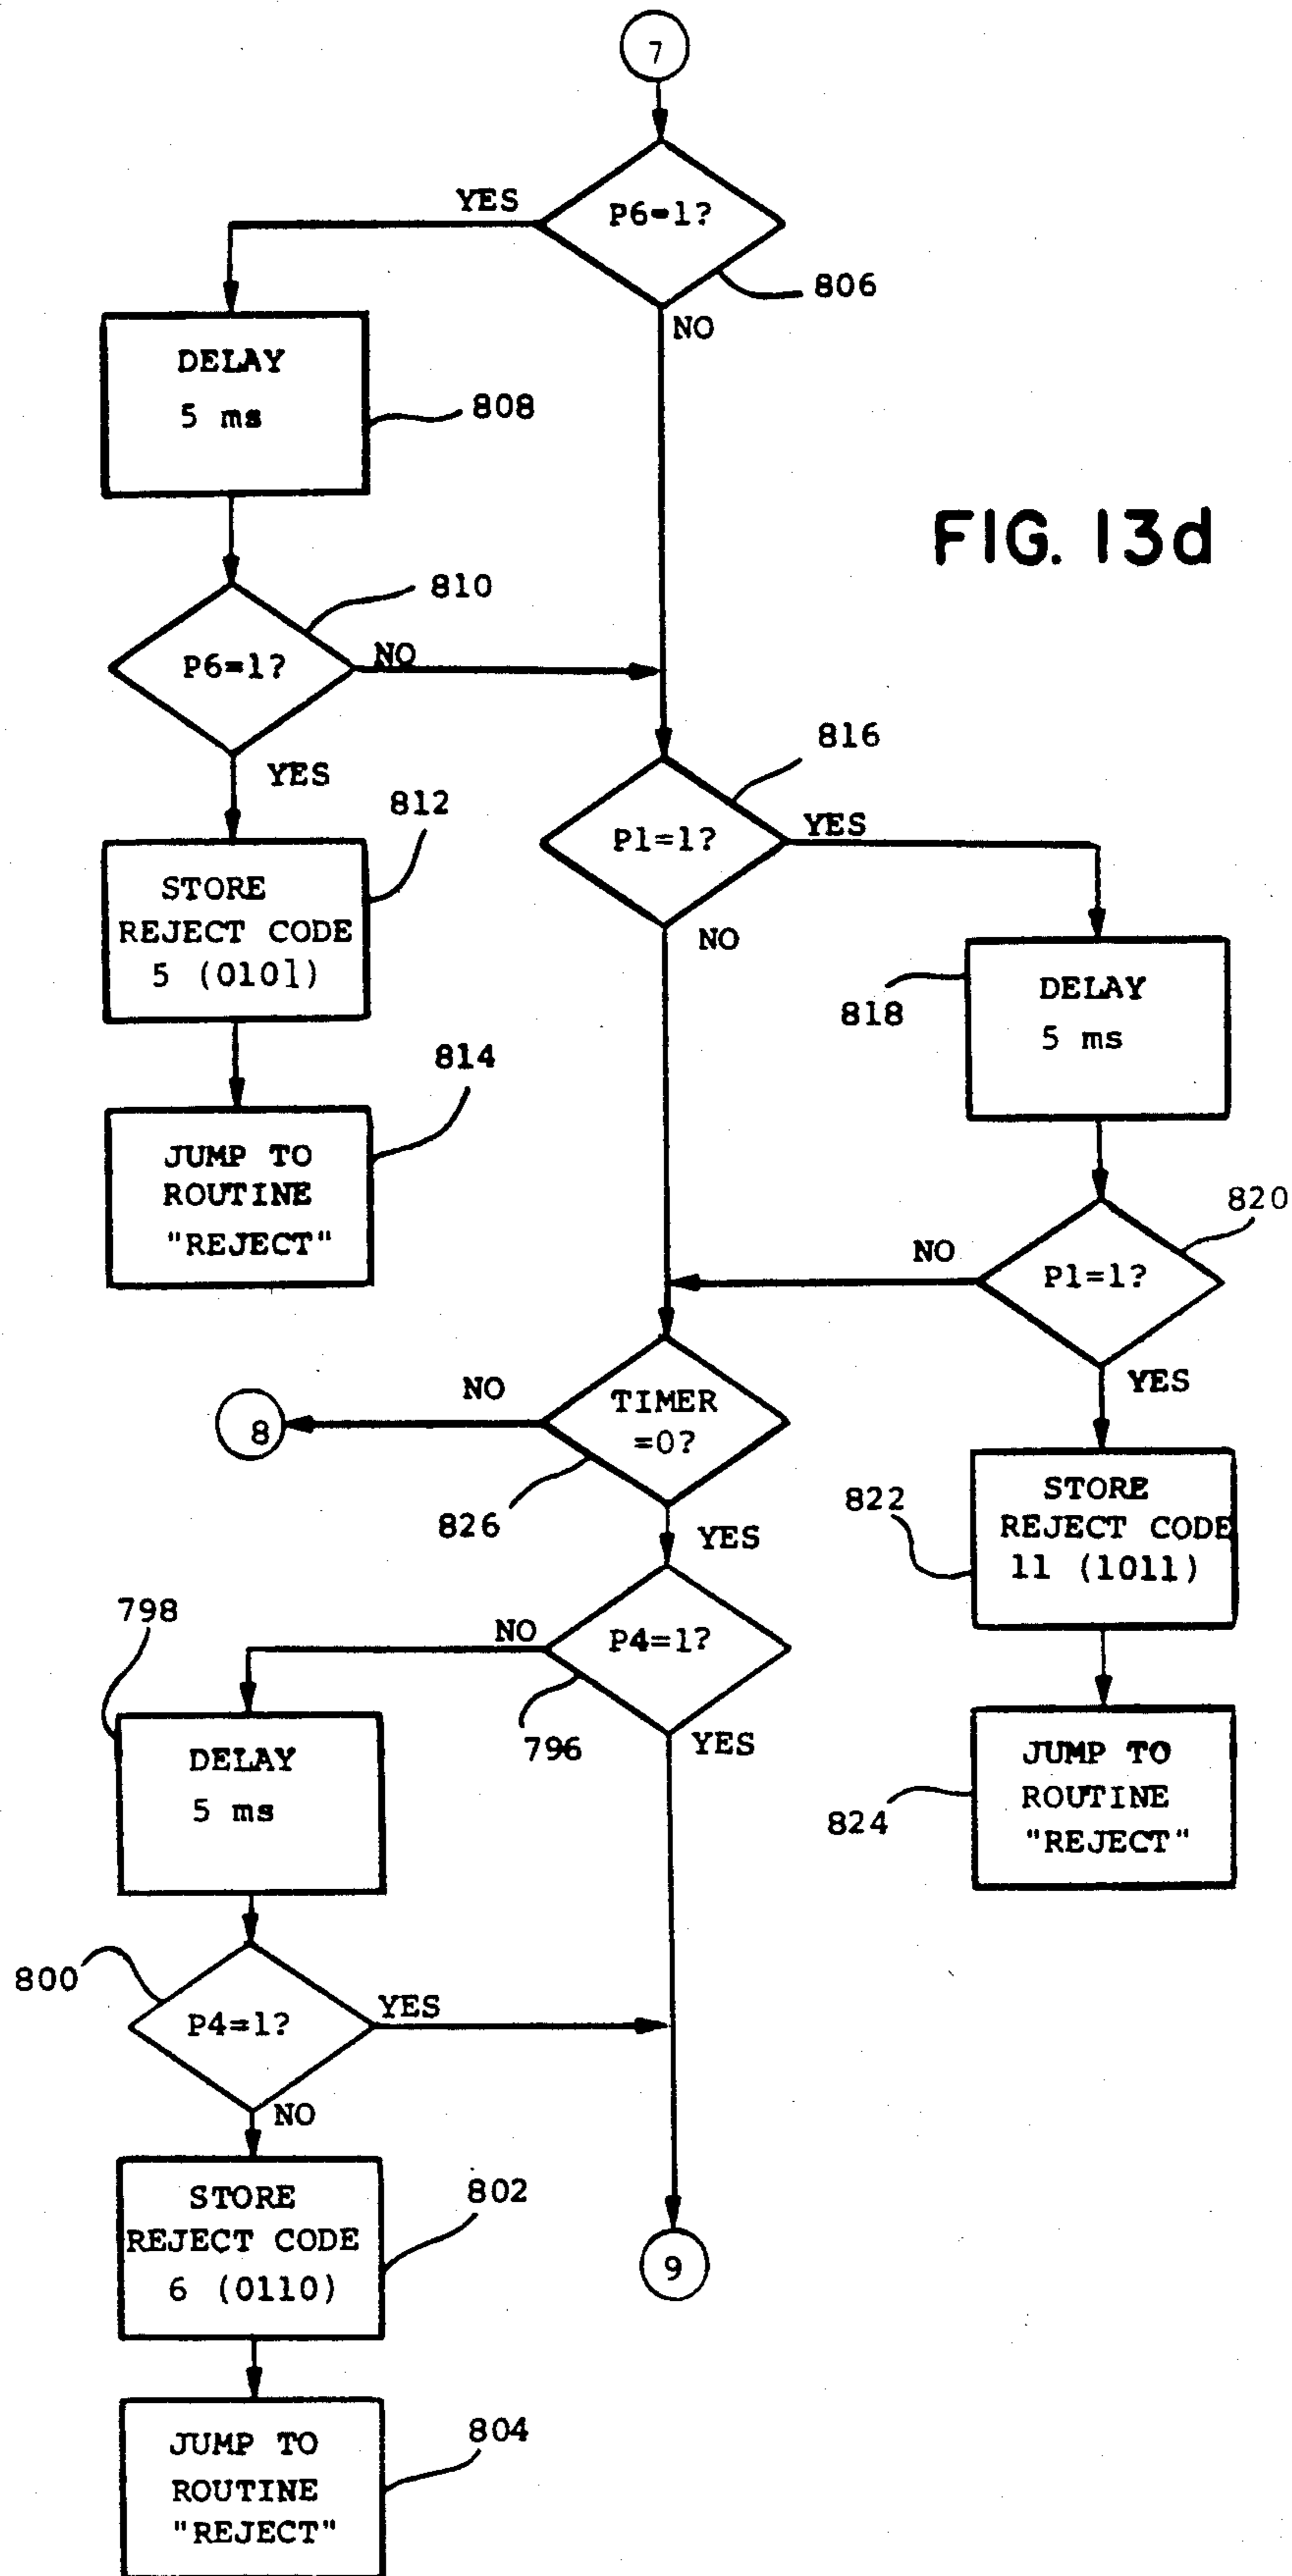 7
YES
P6=1?
806
NO
DELAY
5 ms
808
FIG. 13d
810
P6=1?
NO
816
YES
812
P1=1?
YES
STORE
REJECT CODE
5 (0101)
NO
818
DELAY
5 ms
814
JUMP TO
ROUTINE
"REJECT"
820
NO
P1=1?
YES
NO
TIMER
=0?
8
826
YES
822
STORE
REJECT CODE
11 (1011)
798
NO
P4=1?
796
YES
DELAY
5 ms
824
JUMP TO
ROUTINE
"REJECT"
800
P4=1?
YES
NO
STORE
REJECT CODE
6 (0110)
802
9
JUMP TO
ROUTINE
"REJECT"
804